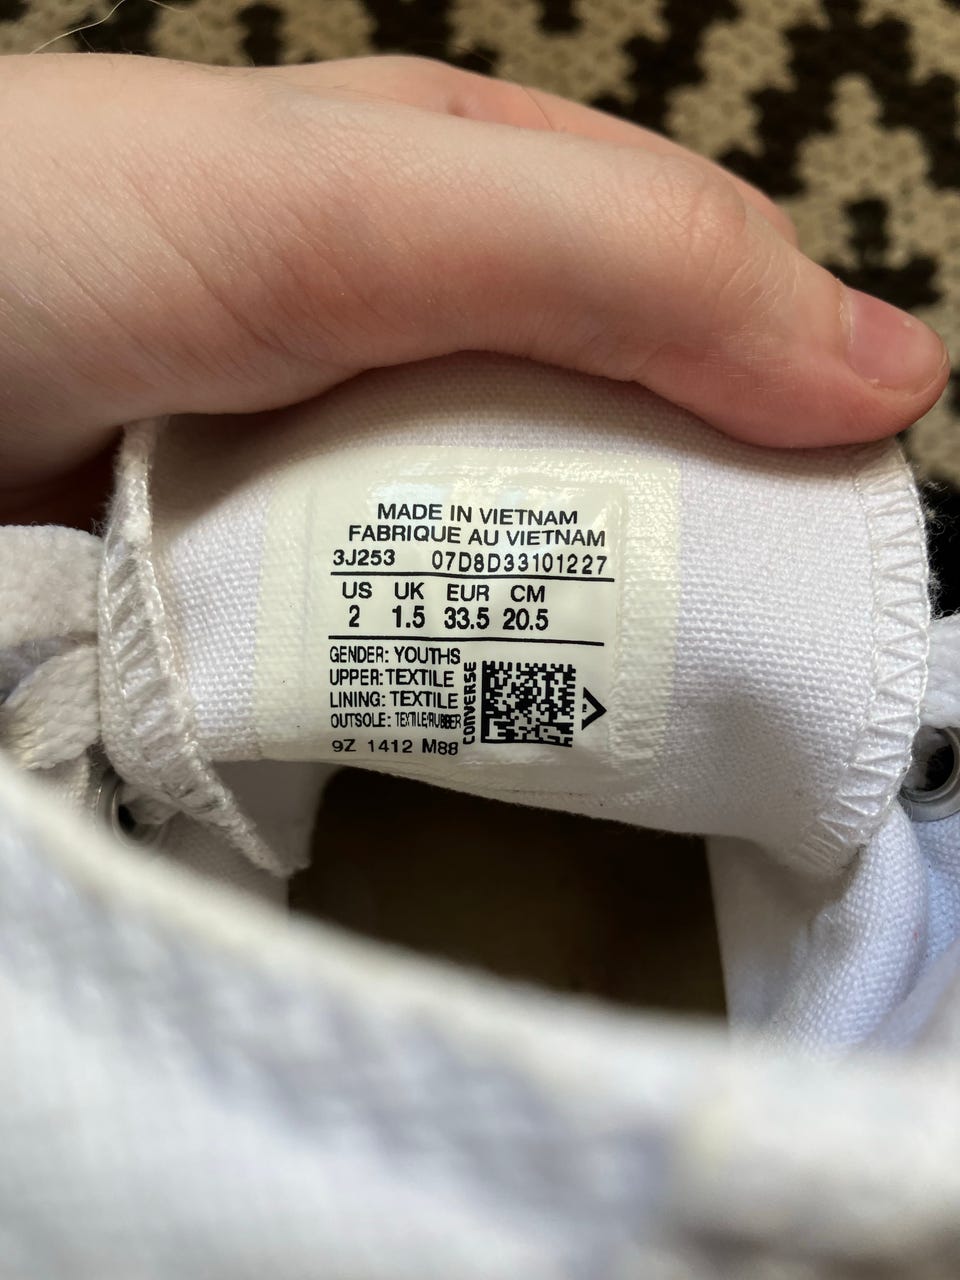 MADE IN VIETNAM
FABRIQUE AU VIETNAM
3J253 07D8D33101227
US UK EUR CM
2 1.5 33.5 20.5
GENDER: YOUTHS
UPPER: TEXTILE
LINING: TEXTILE
OUTSOLE: TEXTILE/RUBBER
9Z 1412 M88
CONVERSE